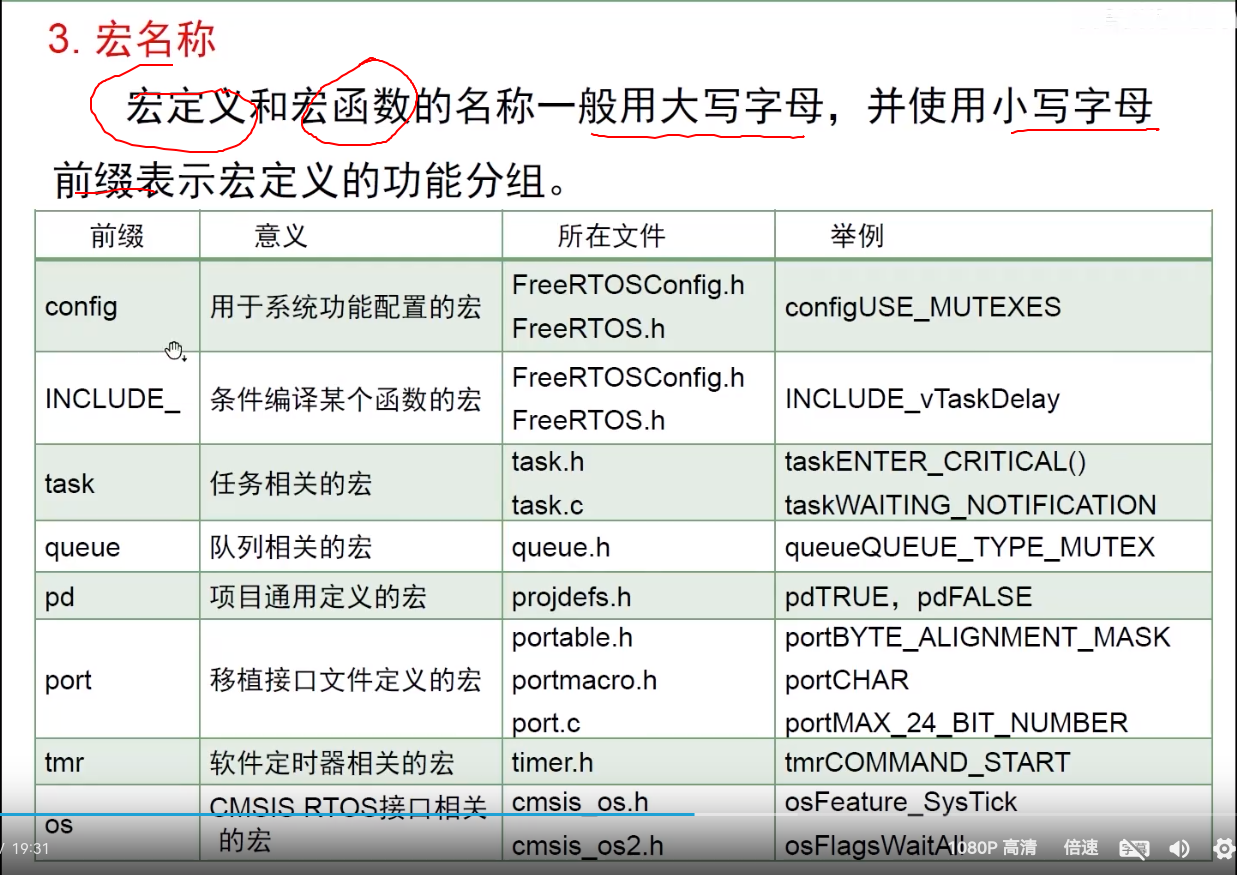 3. 宏名称
宏定义和宏函数的名称一般用大写字母，并使用小写字母
前缀表示宏定义的功能分组。
前缀 意义 所在文件 举例
config 用于系统功能配置的宏 FreeRTOSConfig.h configUSE_MUTEXES
FreeRTOS.h
INCLUDE_ 条件编译某个函数的宏 FreeRTOSConfig.h INCLUDE_vTaskDelay
FreeRTOS.h
task 任务相关的宏 task.h taskENTER_CRITICAL()
task.c taskWAITING_NOTIFICATION
queue 队列相关的宏 queue.h queueQUEUE_TYPE_MUTEX
pd 项目通用定义的宏 projdefs.h pdTRUE，pdFALSE
port 移植接口文件定义的宏 portable.h portBYTE_ALIGNMENT_MASK
portmacro.h portCHAR
port.c portMAX_24_BIT_NUMBER
tmr 软件定时器相关的宏 timer.h tmrCOMMAND_START
os CMSIS RTOS接口相关 cmsis_os.h osFeature_SysTick
的宏 cmsis_os2.h osFlagsWaitAll
/ 19:31 1080P 高清 倍速